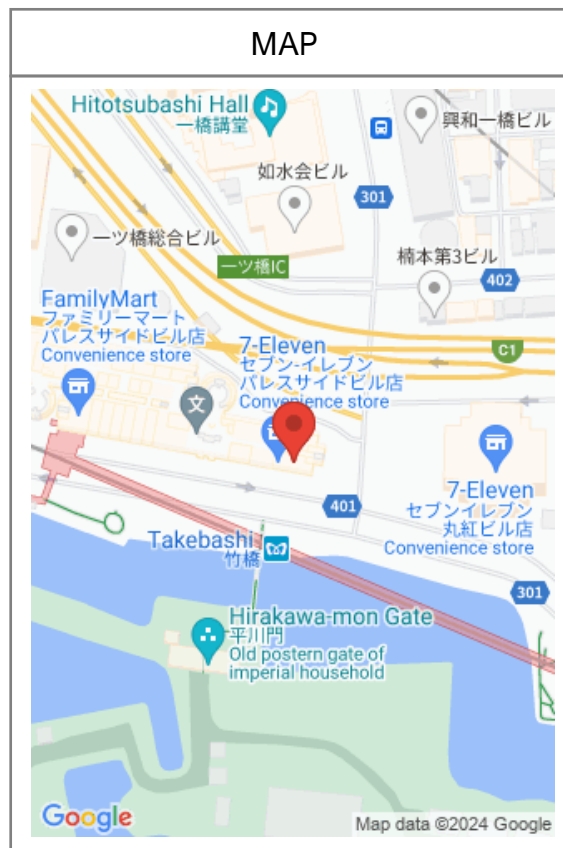 MAP
Hitotsubashi Hall
一橋講堂
興和一橋ビル
如水会ビル
301
一ツ橋総合ビル
一ツ橋IC
楠本第3ビル
402
FamilyMart
ファミリーマート
パレスサイドビル店
Convenience store
7-Eleven
セブン-イレブン
パレスサイドビル店
Convenience store
C1
文
7-Eleven
セブンイレブン
丸紅ビル店
Convenience store
401
Takebashi
竹橋
301
Hirakawa-mon Gate
平川門
Old postern gate of
imperial household
Google
Map data ©2024 Google